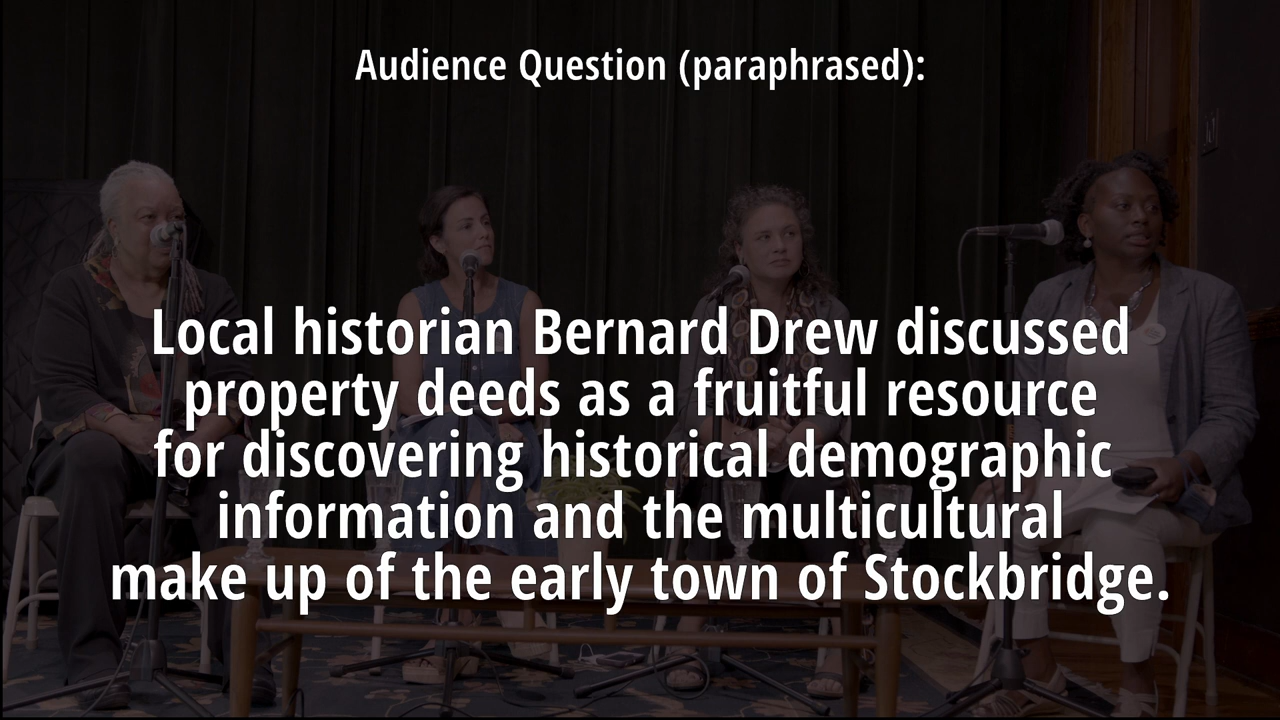 Audience Question (paraphrased):
Local historian Bernard Drew discussed
property deeds as a fruitful resource
for discovering historical demographic
information and the multicultural
make up of the early town of Stockbridge.